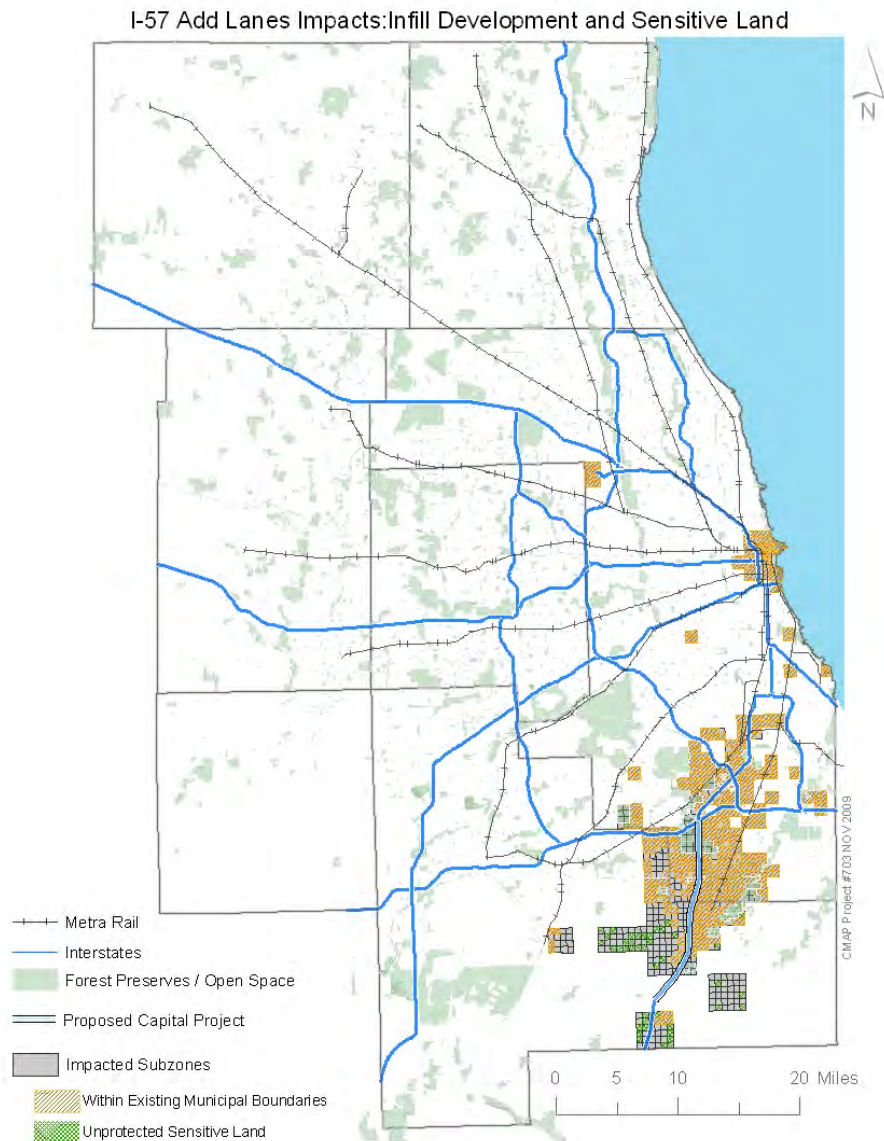 I-57 Add Lanes Impacts:Infill Development and Sensitive Land
N
CMAP Project #703 NOV 2009
Metra Rail
Interstates
Forest Preserves / Open Space
Proposed Capital Project
Impacted Subzones
Within Existing Municipal Boundaries
Unprotected Sensitive Land
0 5 10 20 Miles